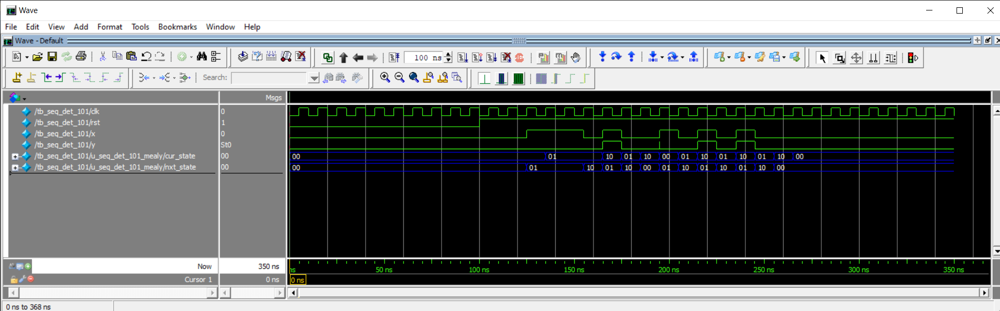 Wave
File Edit View Add Format Tools Bookmarks Window Help
Wave - Default
100 ns
Search:
Msgs
/tb_seq_det_101/clk 0
/tb_seq_det_101/rst 1
/tb_seq_det_101/x 0
/tb_seq_det_101/y St0
/tb_seq_det_101/u_seq_det_101_mealy/cur_state 00 00 01 10 01 10 00 01 10 01 10 01 10 00
/tb_seq_det_101/u_seq_det_101_mealy/nxt_state 00 00 01 10 01 10 00 01 10 01 10 01 10 00
Now 350 ns ns 50 ns 100 ns 150 ns 200 ns 250 ns 300 ns 350 ns
Cursor 1 0 ns 0 ns
0 ns to 368 ns